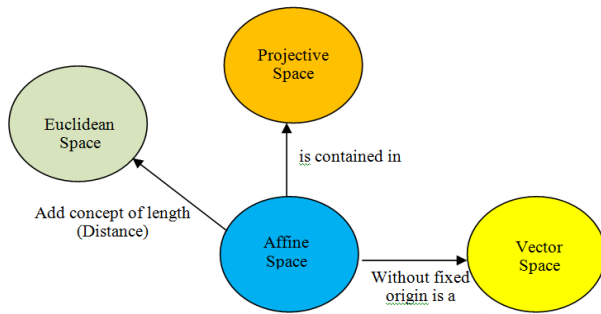 Projective
Space
Euclidean
Space
is contained in
Add concept of length
(Distance)
Affine
Space
Vector
Space
Without fixed
origin is a